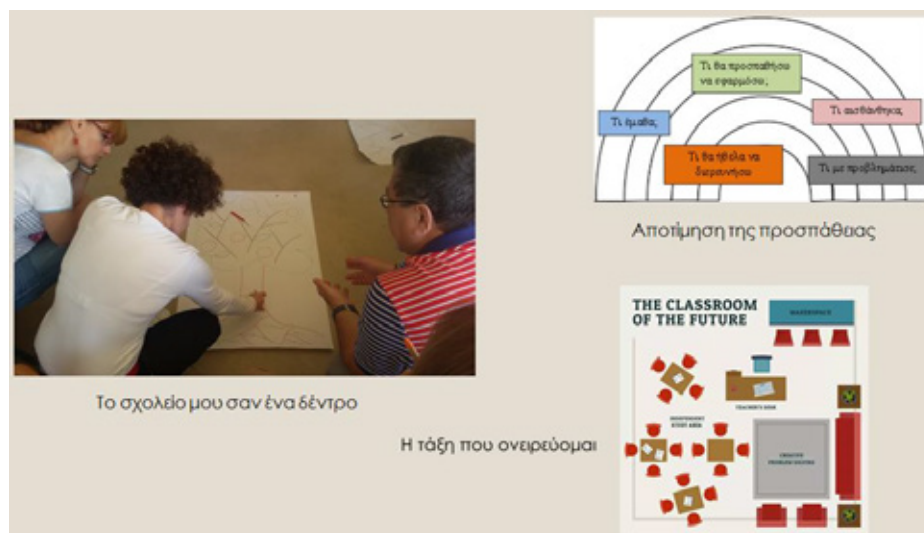 Τι θα προσπαθήσω
να εφαρμόσω;
Τι έμαθα;
Τι αισθάνθηκα;
Τι θα ήθελα να
διερευνήσω
Τι με προβλημάτισε;
Αποτίμηση της προσπάθειας
Το σχολείο μου σαν ένα δέντρο
Η τάξη που ονειρεύομαι
THE CLASSROOM
OF THE FUTURE
MAKERSPACE
TEACHER'S DESK
INDEPENDENT
STUDY AREA
CREATIVE
PROBLEM SOLVING